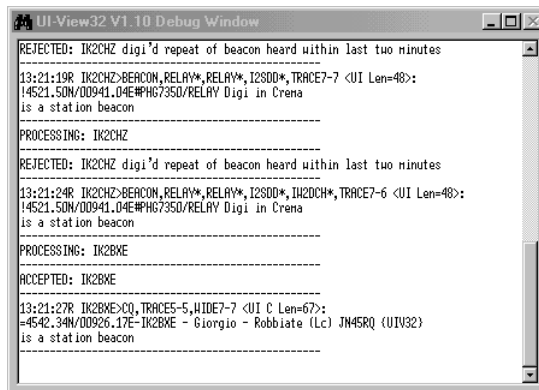 UI-View32 V1.10 Debug Window
REJECTED: IK2CHZ digi'd repeat of beacon heard within last two minutes
--------------------------------------------------
13:21:19R IK2CHZ>BEACON,RELAY*,RELAY*,I2SDD*,TRACE7-7 <UI Len=48>:
!4521.50N/00941.04E#PHG7350/RELAY Digi in Crema
is a station beacon
--------------------------------------------------
PROCESSING: IK2CHZ
--------------------------------------------------
REJECTED: IK2CHZ digi'd repeat of beacon heard within last two minutes
--------------------------------------------------
13:21:24R IK2CHZ>BEACON,RELAY*,RELAY*,I2SDD*,IW2DCH*,TRACE7-6 <UI Len=48>:
!4521.50N/00941.04E#PHG7350/RELAY Digi in Crema
is a station beacon
--------------------------------------------------
PROCESSING: IK2BXE
--------------------------------------------------
ACCEPTED: IK2BXE
--------------------------------------------------
13:21:27R IK2BXE>CQ,TRACE5-5,WIDE7-7 <UI C Len=67>:
=4542.34N/00926.17E-IK2BXE - Giorgio - Robbiate (Lc) JN45RQ {UIV32}
is a station beacon
--------------------------------------------------